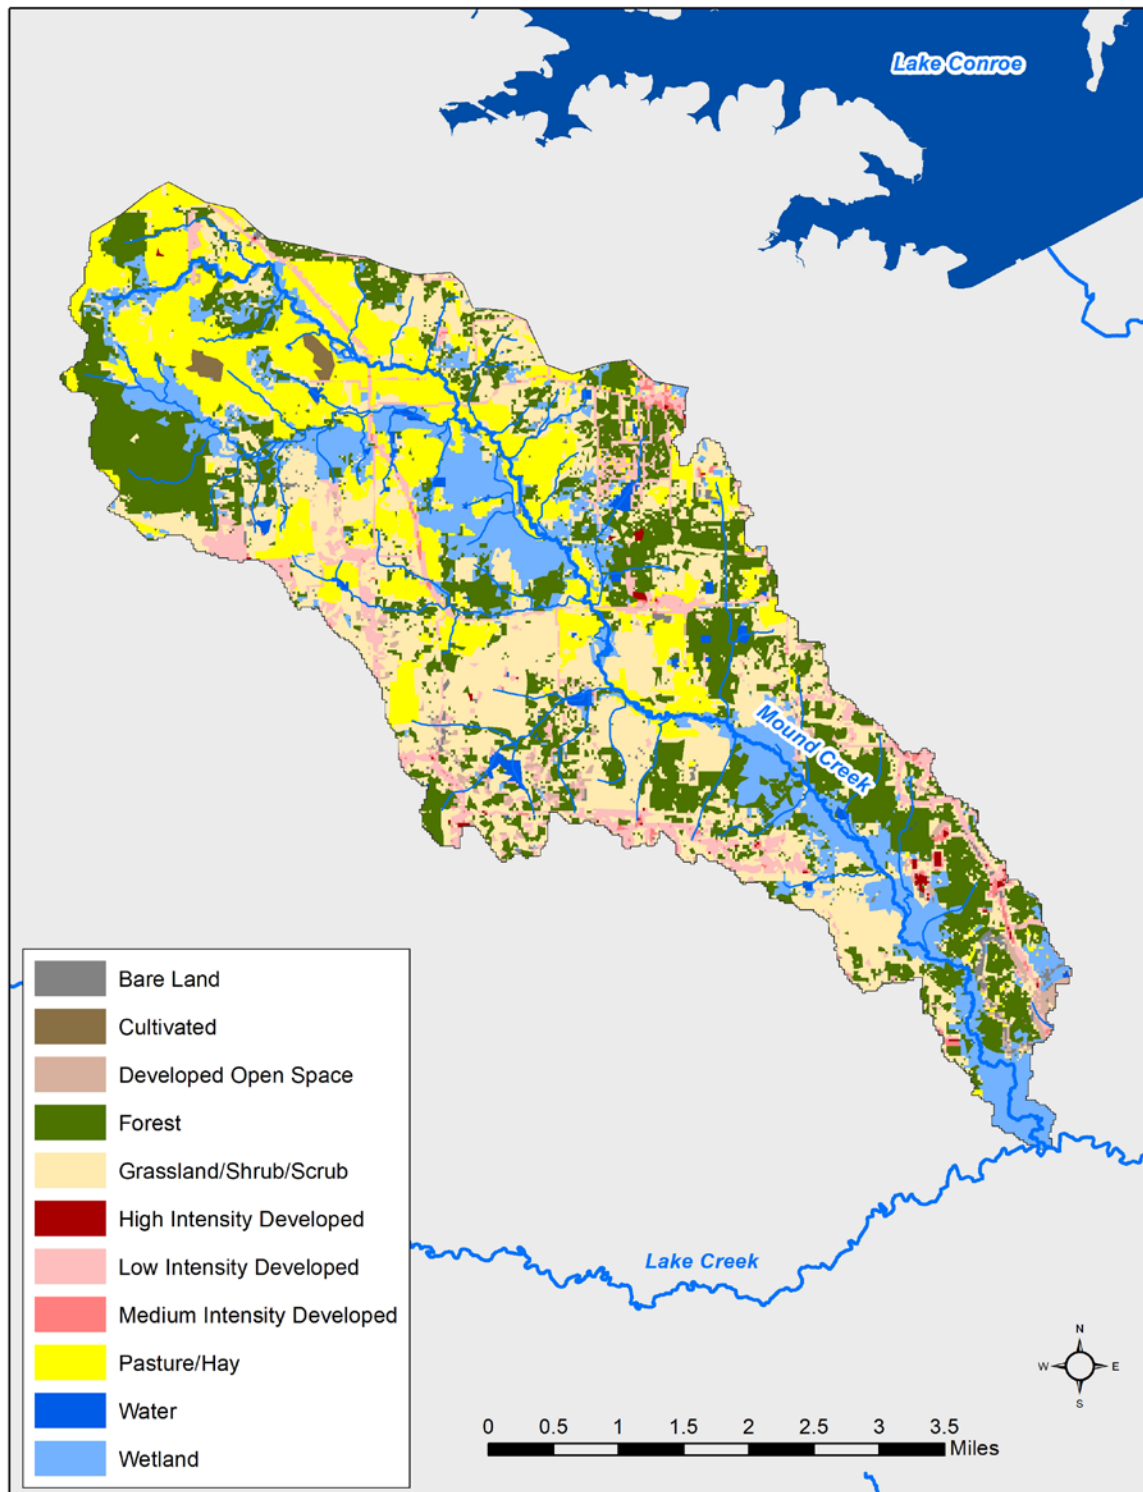 Lake Conroe
Mound Creek
Bare Land
Cultivated
Developed Open Space
Forest
Grassland/Shrub/Scrub
High Intensity Developed
Low Intensity Developed
Medium Intensity Developed
Pasture/Hay
Water
Wetland
Lake Creek
N
W E
S
0 0.5 1 1.5 2 2.5 3 3.5
Miles